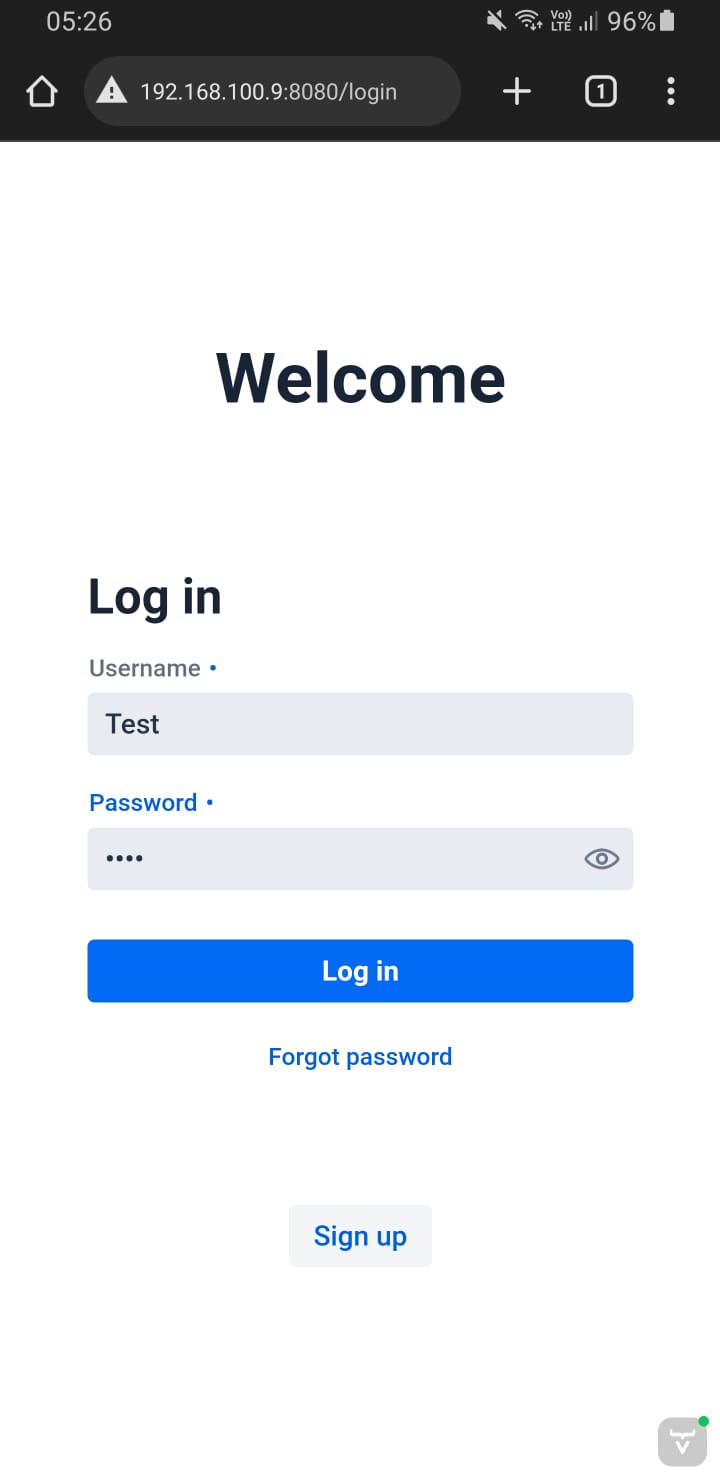 05:26
Vo)) LTE 96%
192.168.100.9:8080/login
1
Welcome
Log in
Username •
Test
Password •
••••
Log in
Forgot password
Sign up